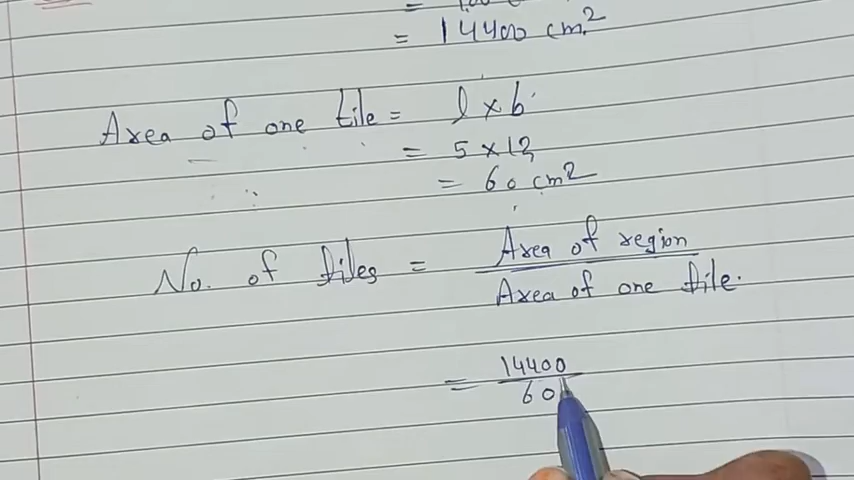 = 14400 cm²
Area of one tile = l × b
= 5 × 12
= 60 cm²
No. of tiles = Area of region
Area of one tile.
= 14400
60